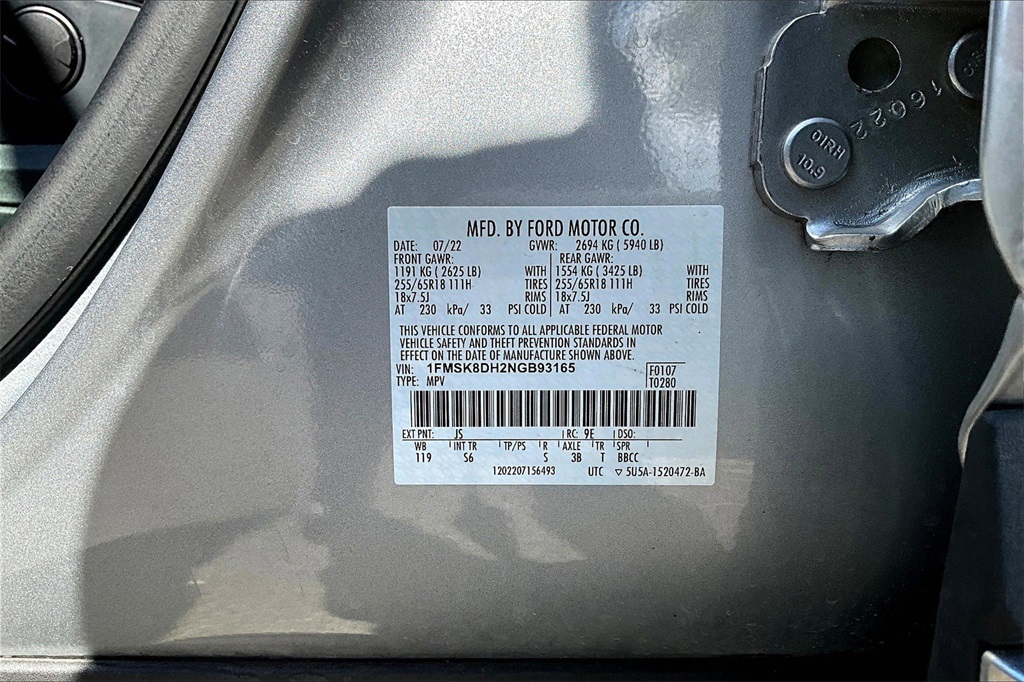 MFD. BY FORD MOTOR CO.
DATE: 07/22 GVWR: 2694 KG ( 5940 LB)
FRONT GAWR: REAR GAWR:
1191 KG ( 2625 LB) WITH 1554 KG ( 3425 LB) WITH
255/65R18 111H TIRES 255/65R18 111H TIRES
18x7.5J RIMS 18x7.5J RIMS
AT 230 kPa/ 33 PSI COLD AT 230 kPa/ 33 PSI COLD
THIS VEHICLE CONFORMS TO ALL APPLICABLE FEDERAL MOTOR
VEHICLE SAFETY AND THEFT PREVENTION STANDARDS IN
EFFECT ON THE DATE OF MANUFACTURE SHOWN ABOVE.
VIN: 1FMSK8DH2NGB93165 F0107
TYPE: MPV T0280
EXT PNT: JS RC: 9E DSO:
WB INT TR TP/PS R AXLE TR SPR
119 S6 S 3B T BBCC
1202207156493 UTC ▽ 5U5A-1520472-BA
16022
HRIO